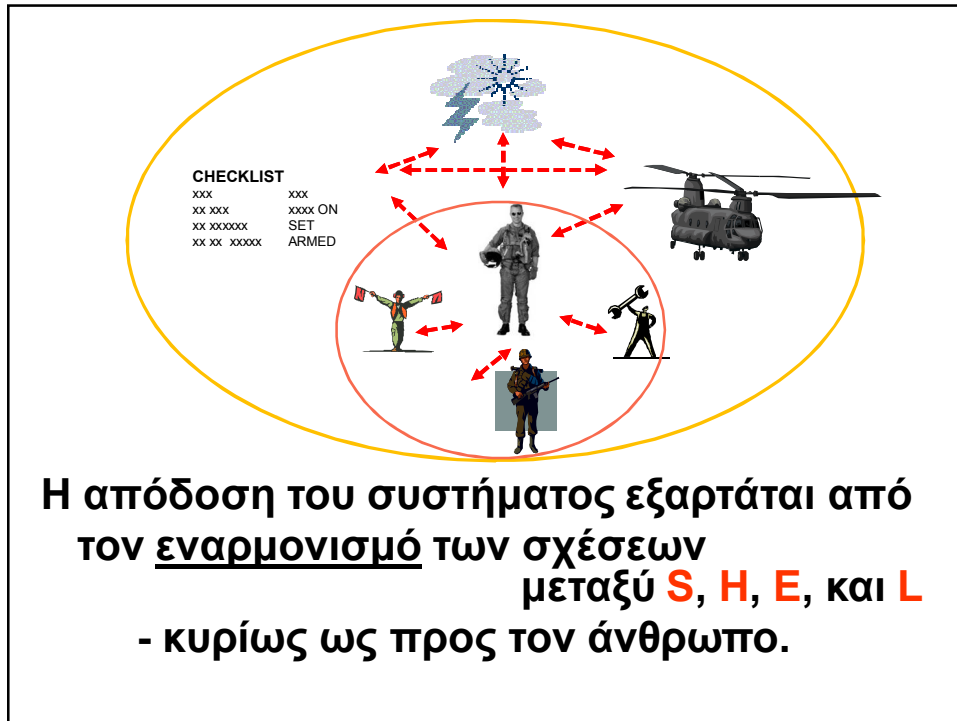 CHECKLIST
xxx xxx
xx xxx xxxx ON
xx xxxxxx SET
xx xx xxxxx ARMED
Η απόδοση του συστήματος εξαρτάται από
τον εναρμονισμό των σχέσεων
μεταξύ S, H, E, και L
- κυρίως ως προς τον άνθρωπο.